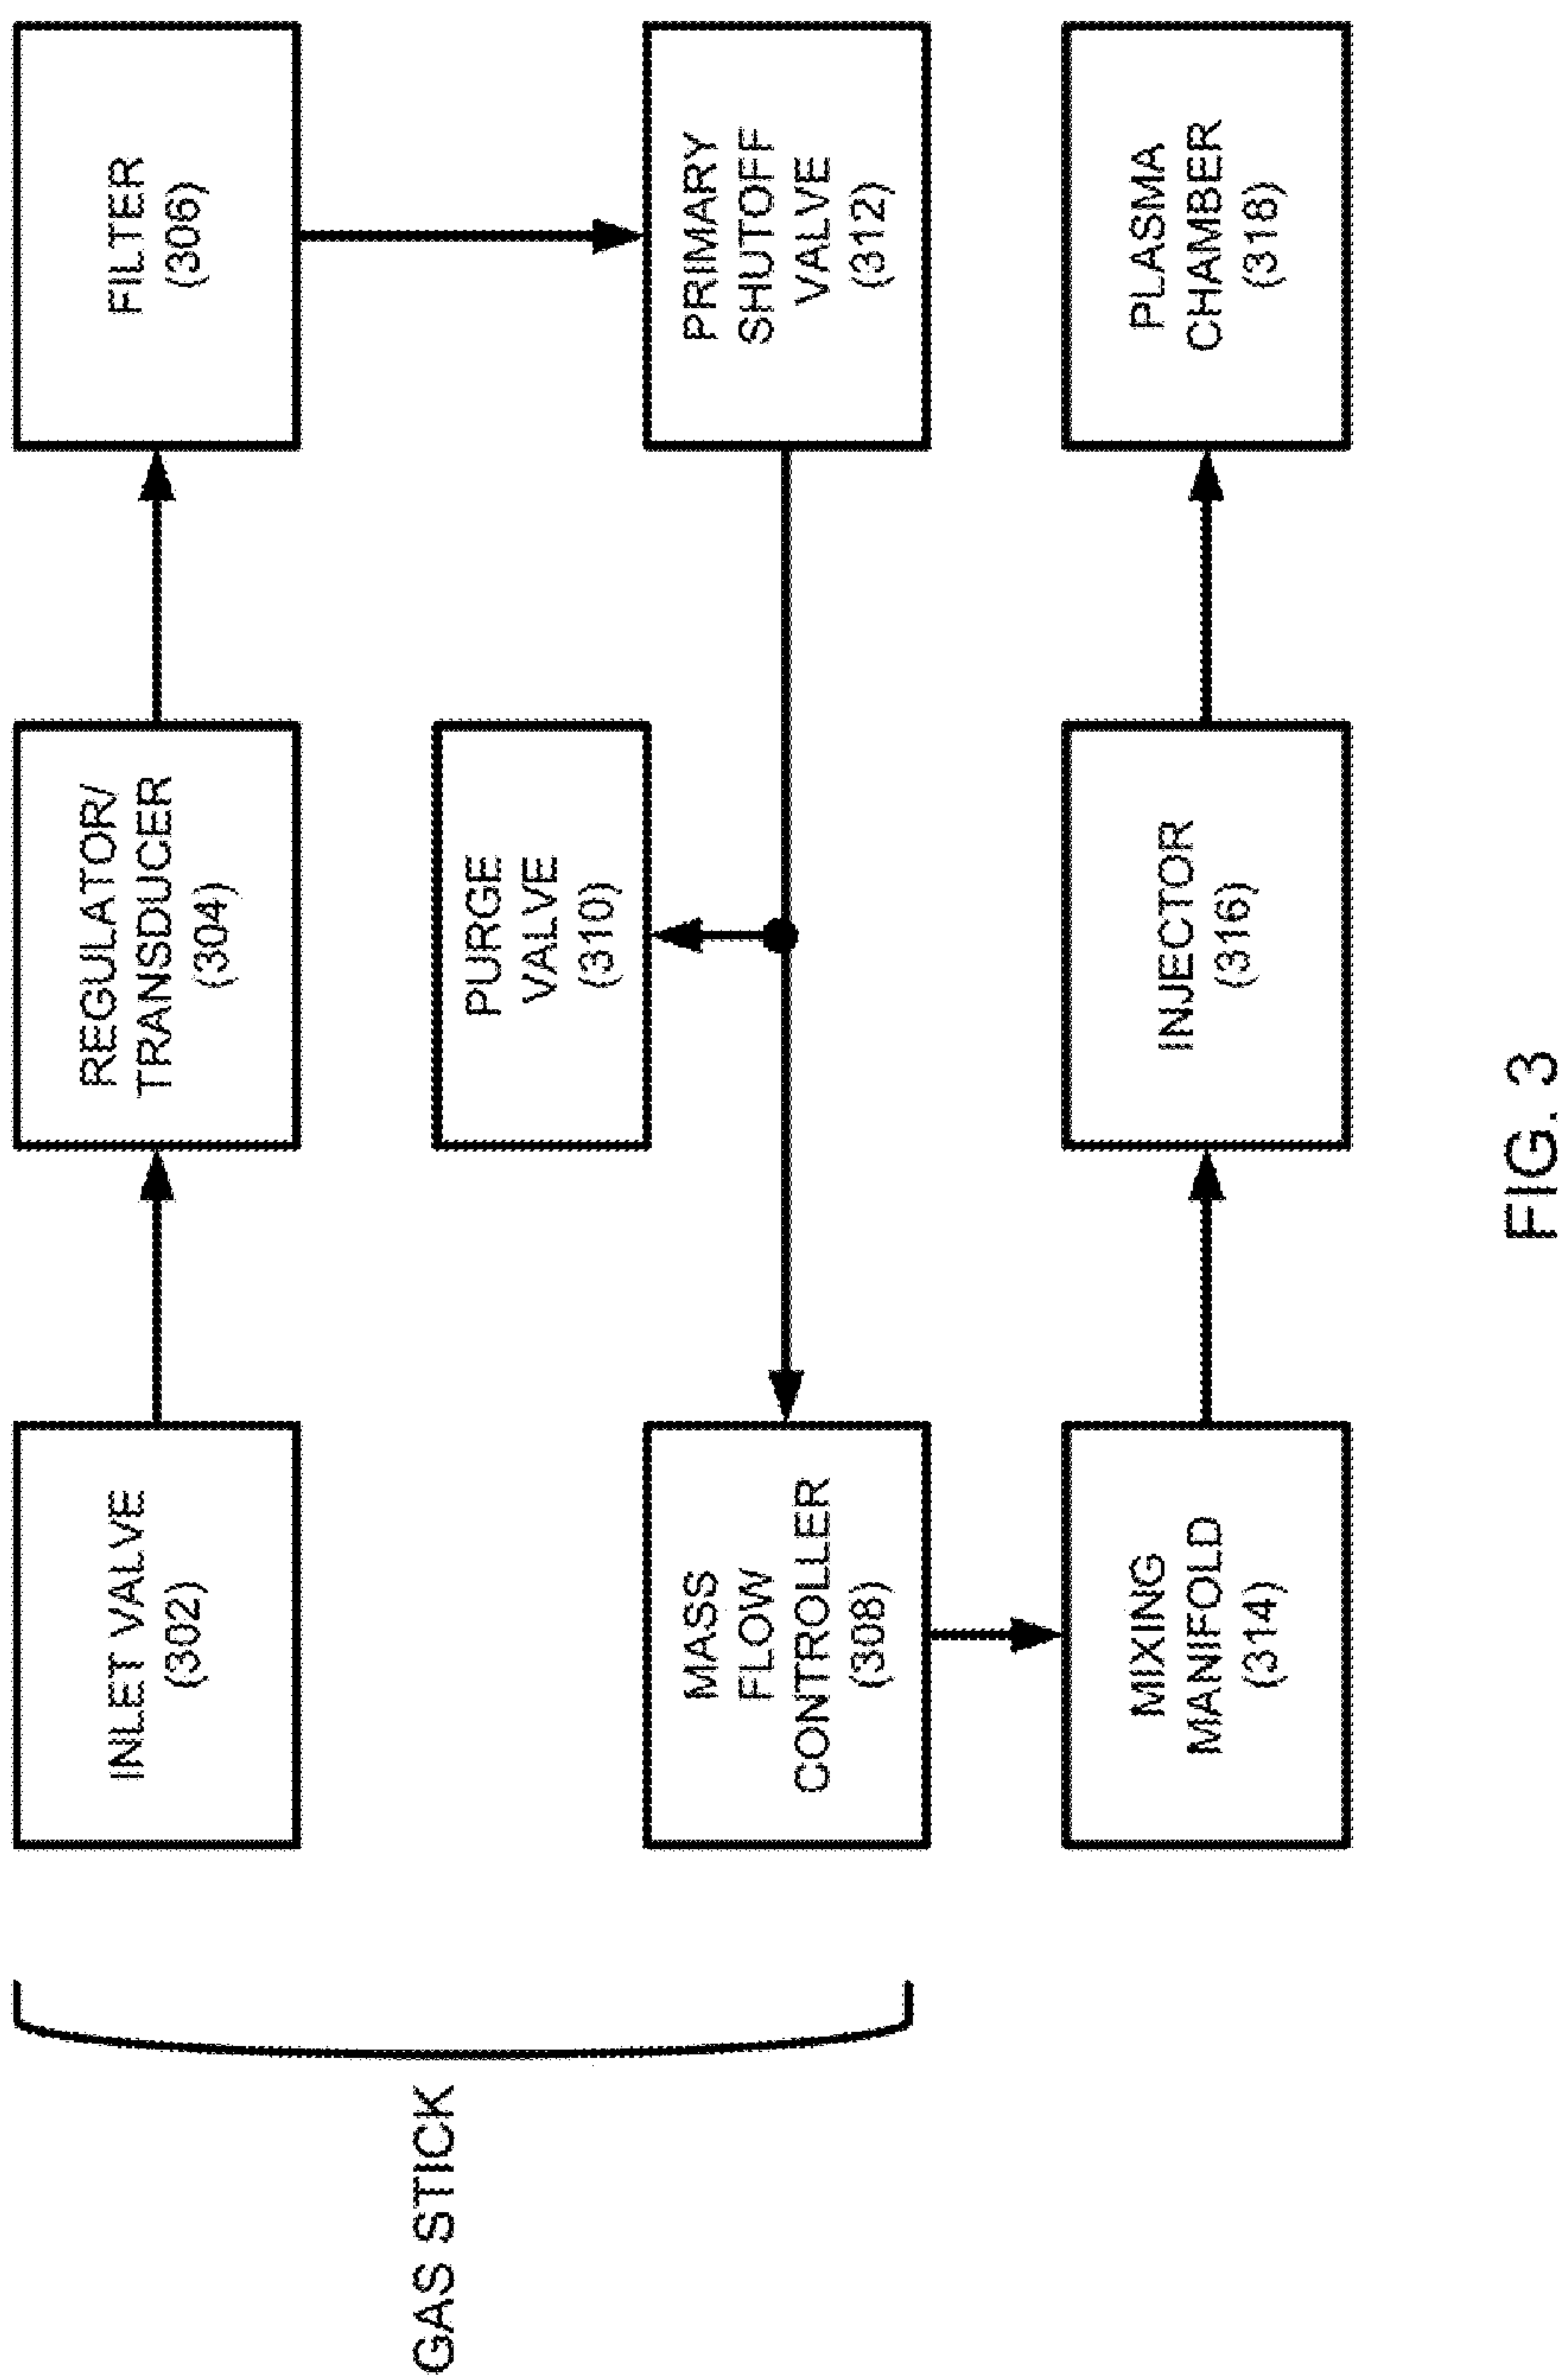 GAS STICK
INLET VALVE
(302)
REGULATOR/
TRANSDUCER
(304)
FILTER
(306)
PURGE
VALVE
(310)
MASS
FLOW
CONTROLLER
(308)
PRIMARY
SHUTOFF
VALVE
(312)
MIXING
MANIFOLD
(314)
INJECTOR
(316)
PLASMA
CHAMBER
(318)
FIG. 3